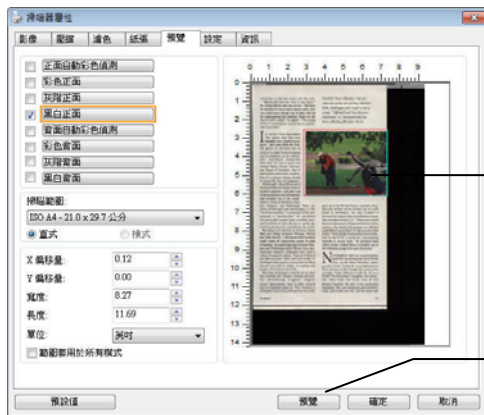 掃描器屬性
影像 壓縮 濾色 紙張 預覽 設定 資訊
正面自動彩色偵測
彩色正面
灰階正面
黑白正面
背面自動彩色偵測
彩色背面
灰階背面
黑白背面
掃描範圍:
ISO A4 - 21.0 x 29.7 公分
直式 橫式
X 偏移量: 0.12
Y 偏移量: 0.00
寬度: 8.27
長度: 11.69
單位: 英吋
範圍套用於所有模式
0 1 2 3 4 5 6 7 8 9
0
1
2
3
4
5
6
7
8
9
10
11
12
13
14
預設值 預覽 確定 取消